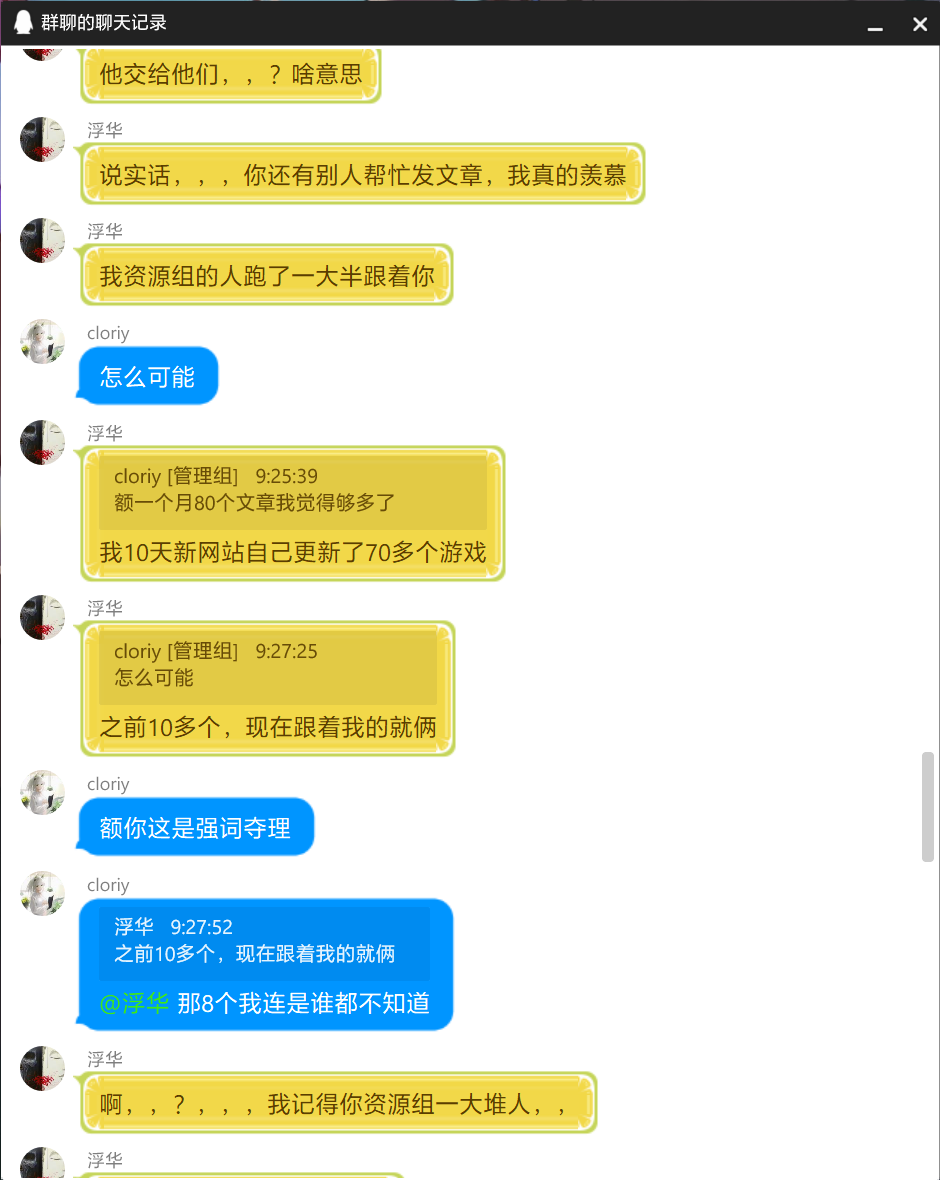 群聊的聊天记录
他交给他们，，？啥意思
浮华
说实话，，，你还有别人帮忙发文章，我真的羡慕
浮华
我资源组的人跑了一大半跟着你
cloriy
怎么可能
浮华
cloriy [管理组] 9:25:39
额一个月80个文章我觉得够多了
我10天新网站自己更新了70多个游戏
浮华
cloriy [管理组] 9:27:25
怎么可能
之前10多个，现在跟着我的就俩
cloriy
额你这是强词夺理
cloriy
浮华 9:27:52
之前10多个，现在跟着我的就俩
@浮华 那8个我连是谁都不知道
浮华
啊，，？，，，我记得你资源组一大堆人，，
浮华